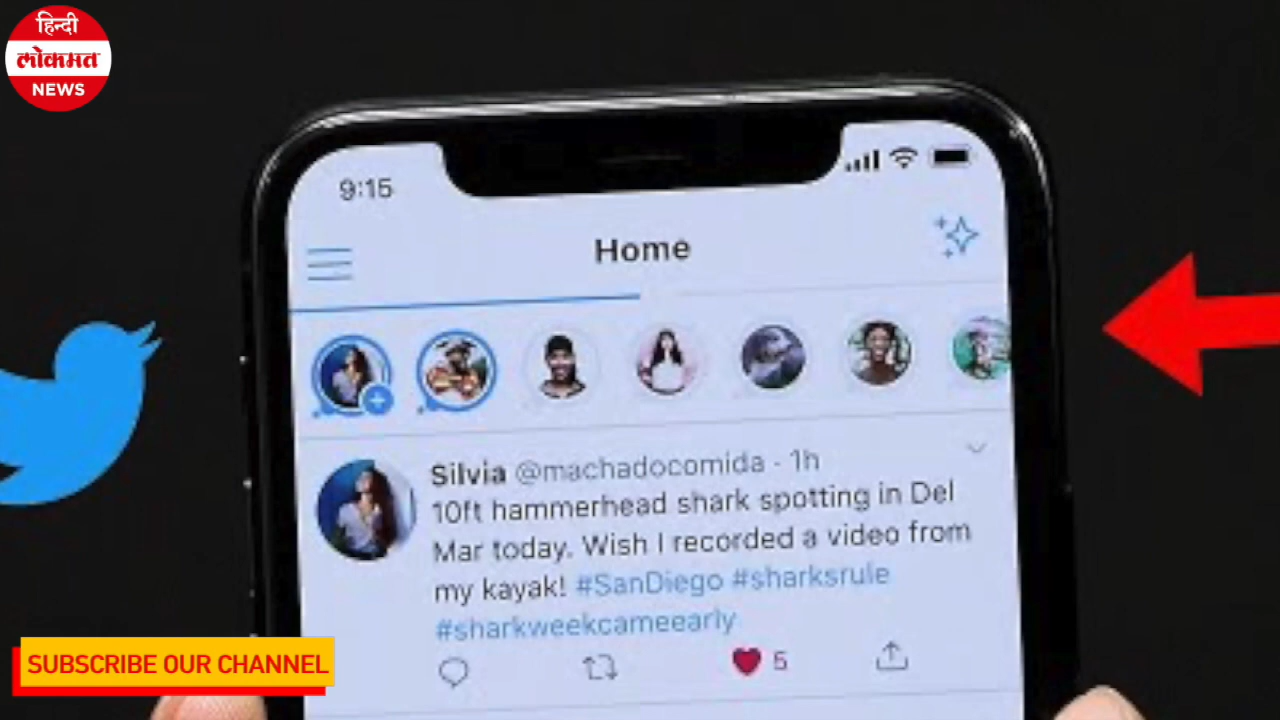 हिन्दी
लोकमत
NEWS
9:15
Home
Silvia @machadocomida · 1h
10ft hammerhead shark spotting in Del
Mar today. Wish I recorded a video from
my kayak! #SanDiego #sharksrule
#sharkweekcameearly
5
SUBSCRIBE OUR CHANNEL